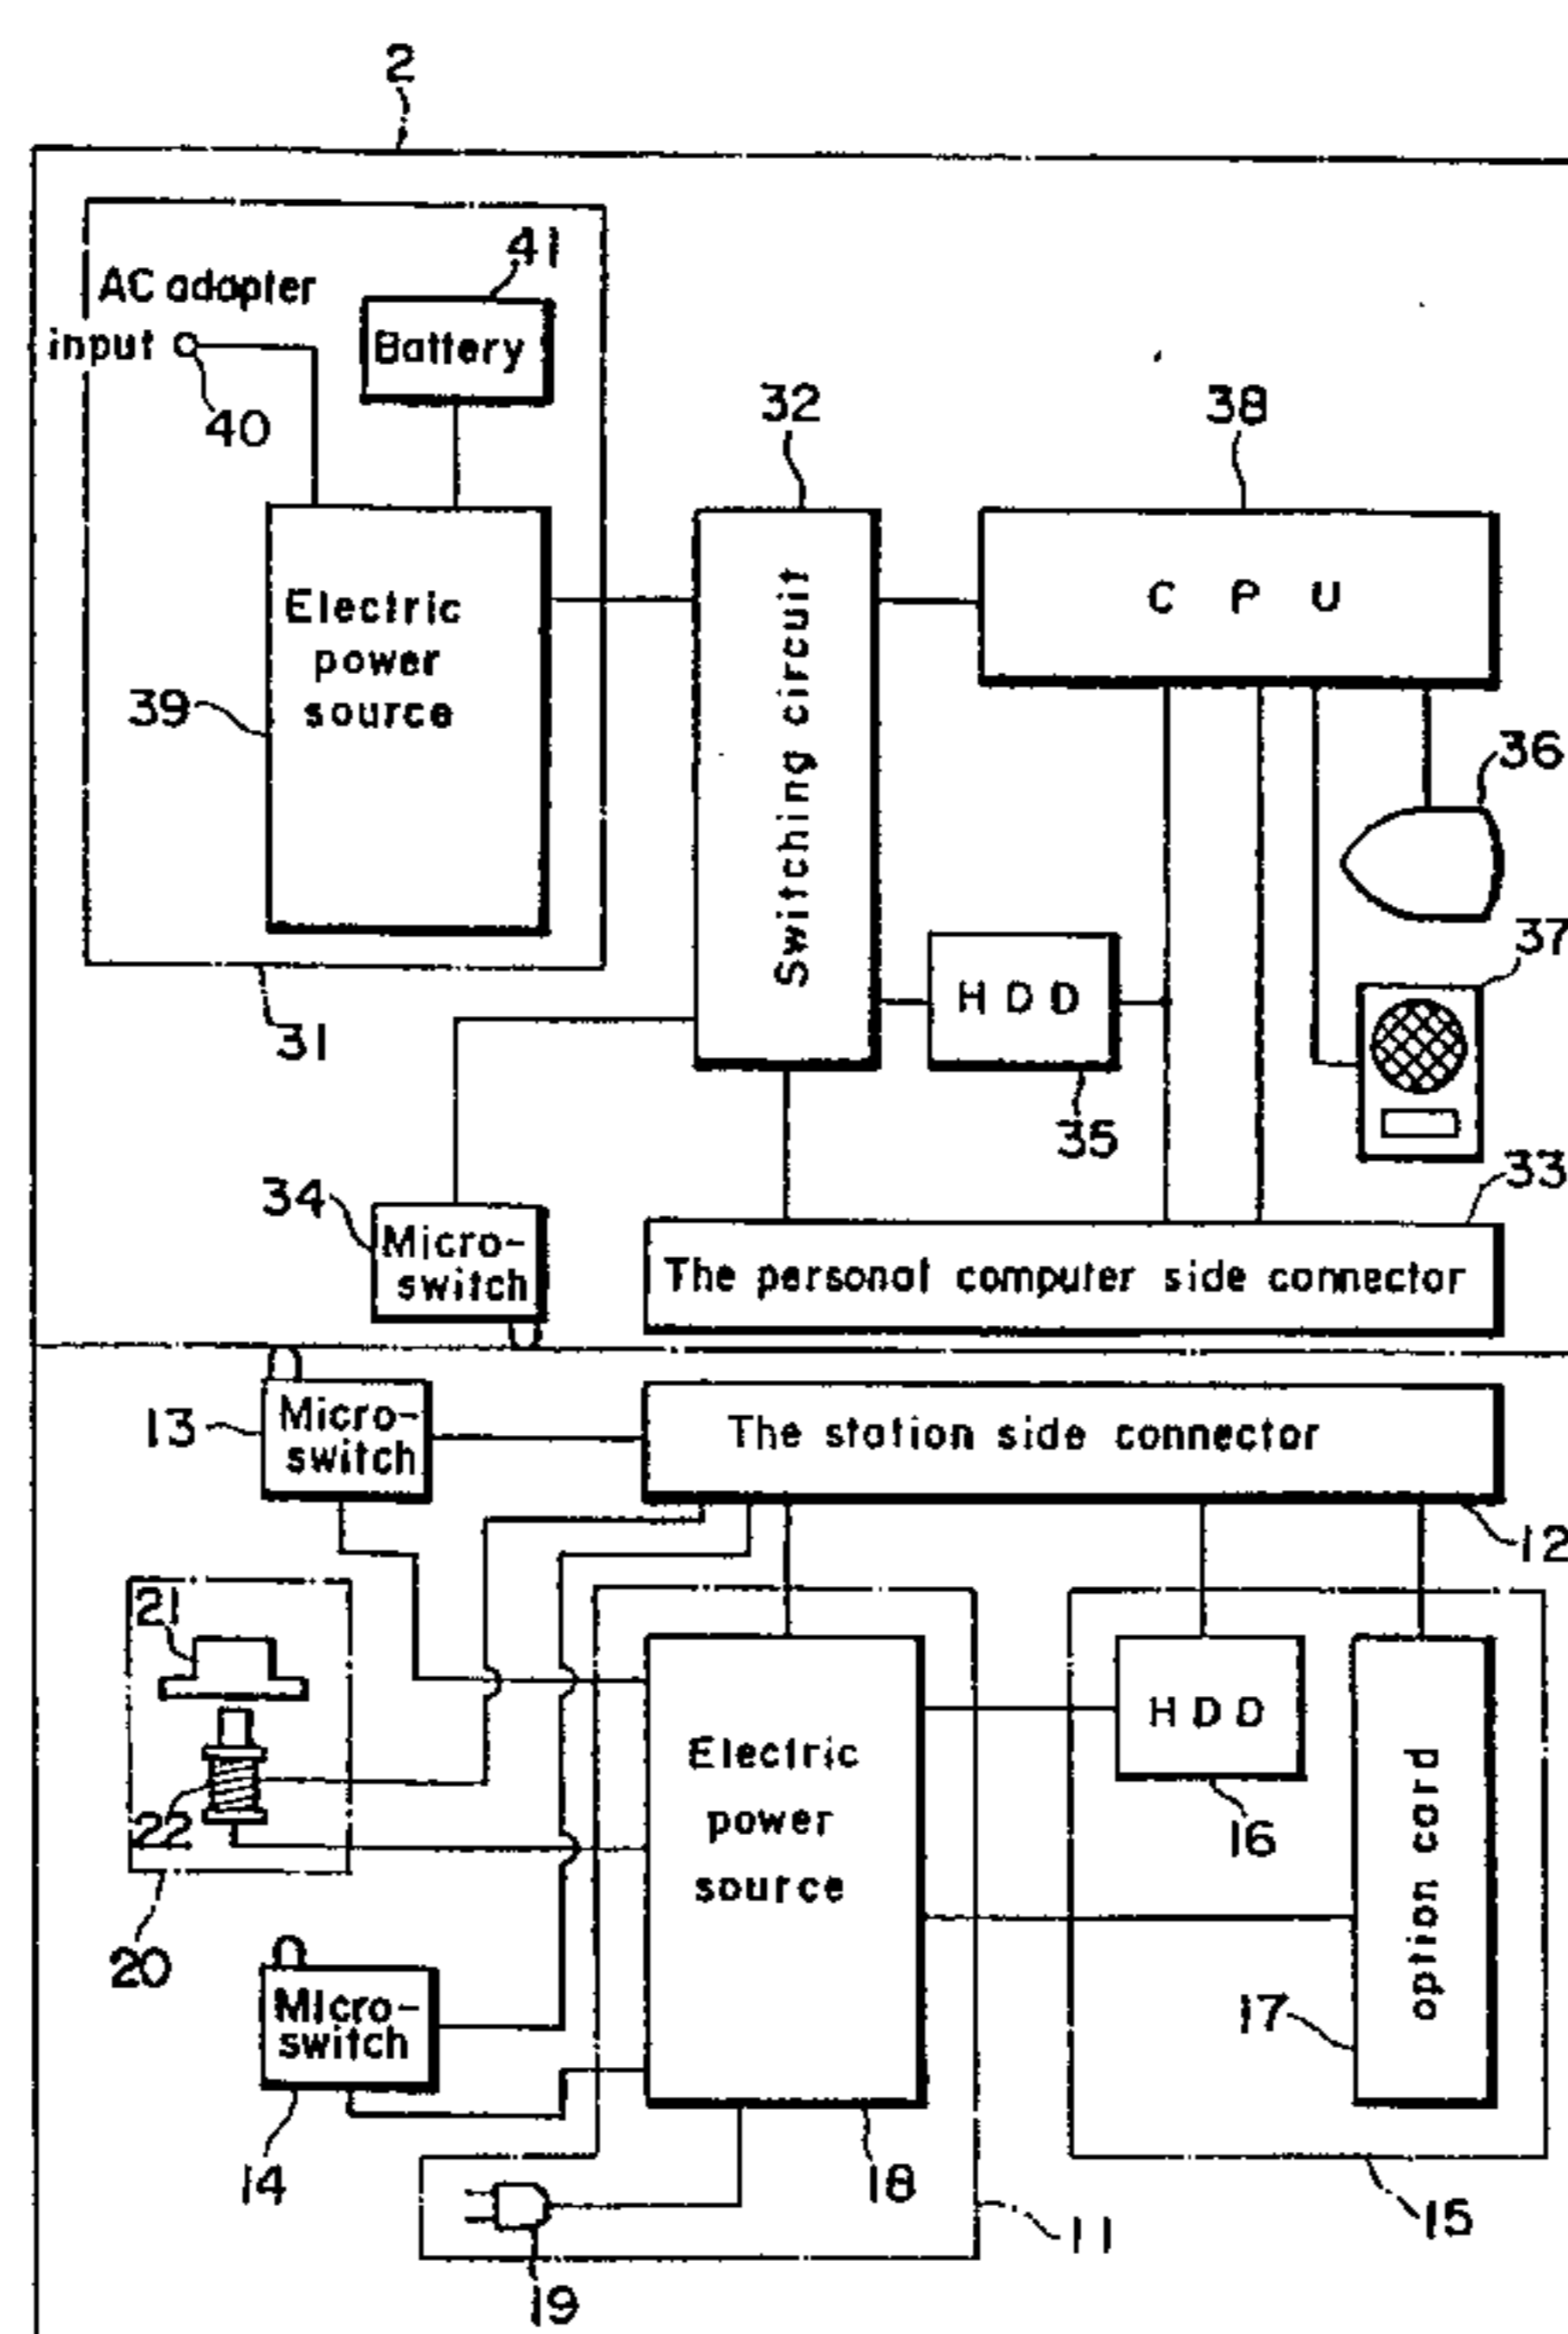 2
41
AC adapter
input
Battery
40
32
38
Electric
power
source
39
Switching circuit
C P U
36
HDD
37
31
35
34
Micro-
switch
33
The personal computer side connector
13
Micro-
switch
The station side connector
12
21
22
20
Electric
power
source
HDD
16
option card
17
Micro-
switch
14
18
11
15
19